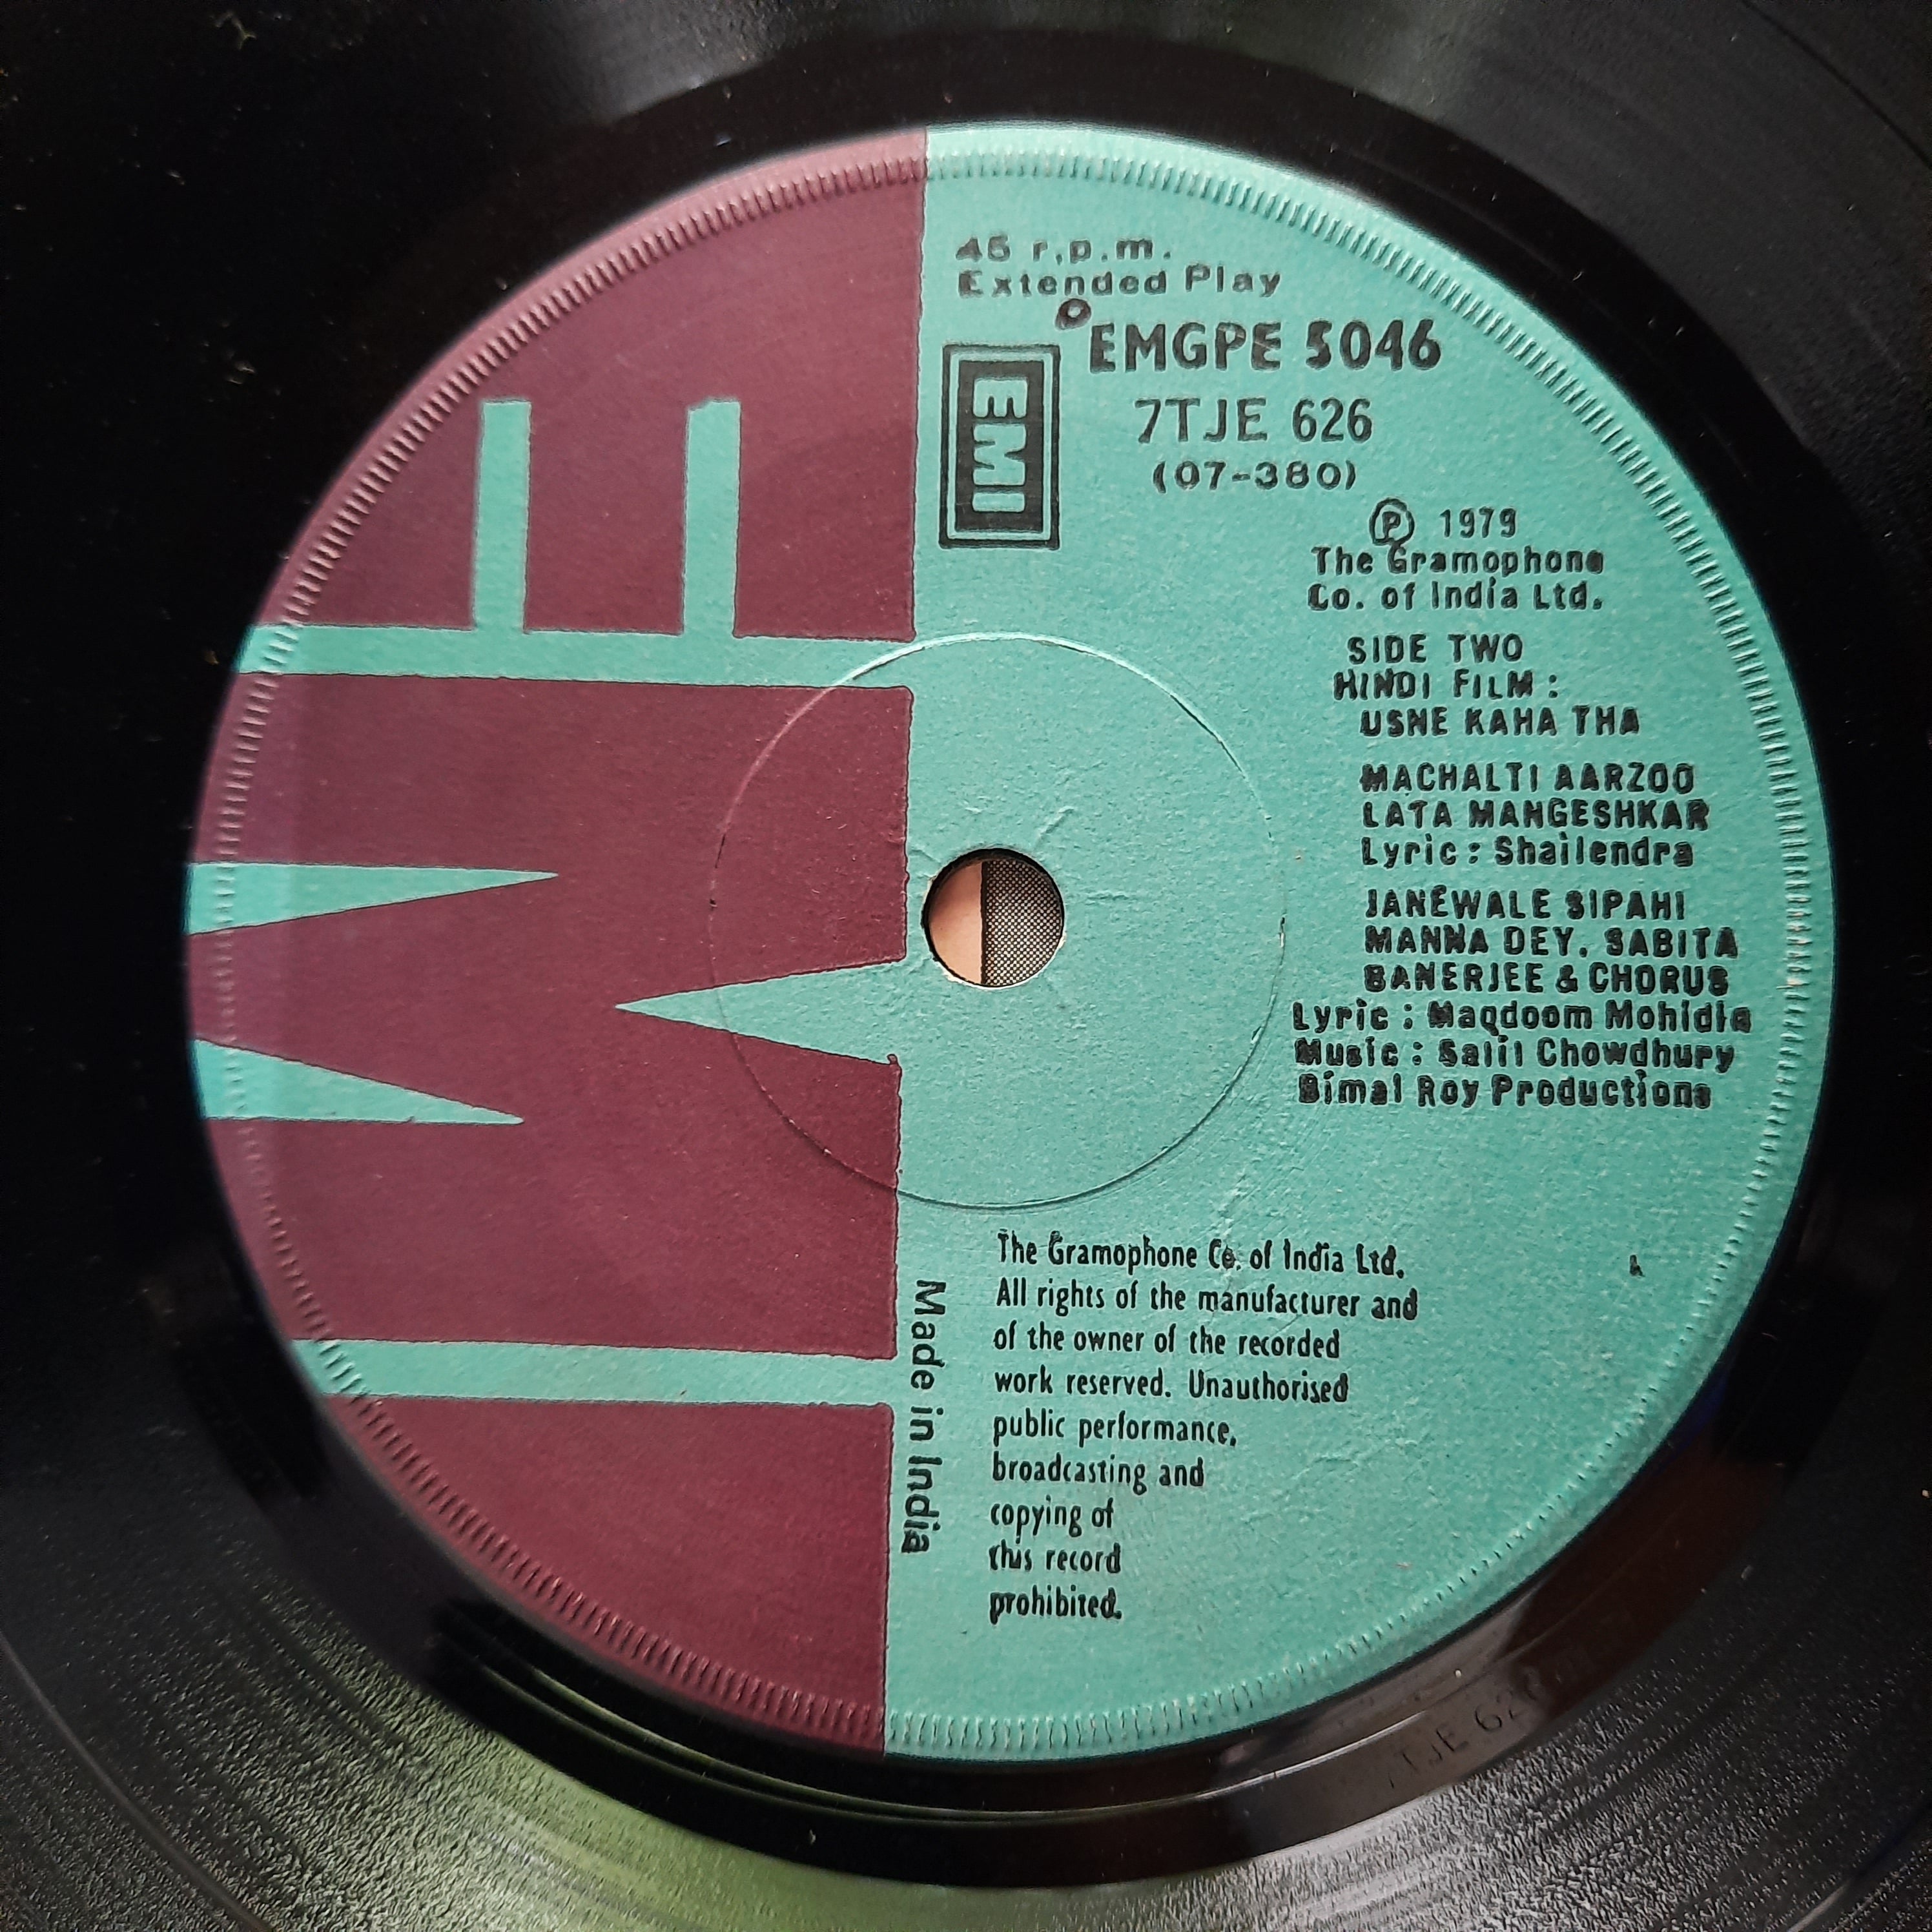 45 r.p.m.
Extended Play
EMGPE 5046
EMI
7TJE 626
(07-380)
Ⓟ 1979
The Gramophone
Co. of India Ltd.
SIDE TWO
HINDI FILM :
USNE KAHA THA
MACHALTI AARZOO
LATA MANGESHKAR
Lyric : Shailendra
JANEWALE SIPAHI
MANNA DEY, SABITA
BANERJEE & CHORUS
Lyric : Maqdoom Mohidin
Music : Salil Chowdhury
Bimal Roy Productions
The Gramophone Co. of India Ltd.
All rights of the manufacturer and
of the owner of the recorded
work reserved. Unauthorised
public performance,
broadcasting and
copying of
this record
prohibited.
Made in India
EMI
7TJE 62